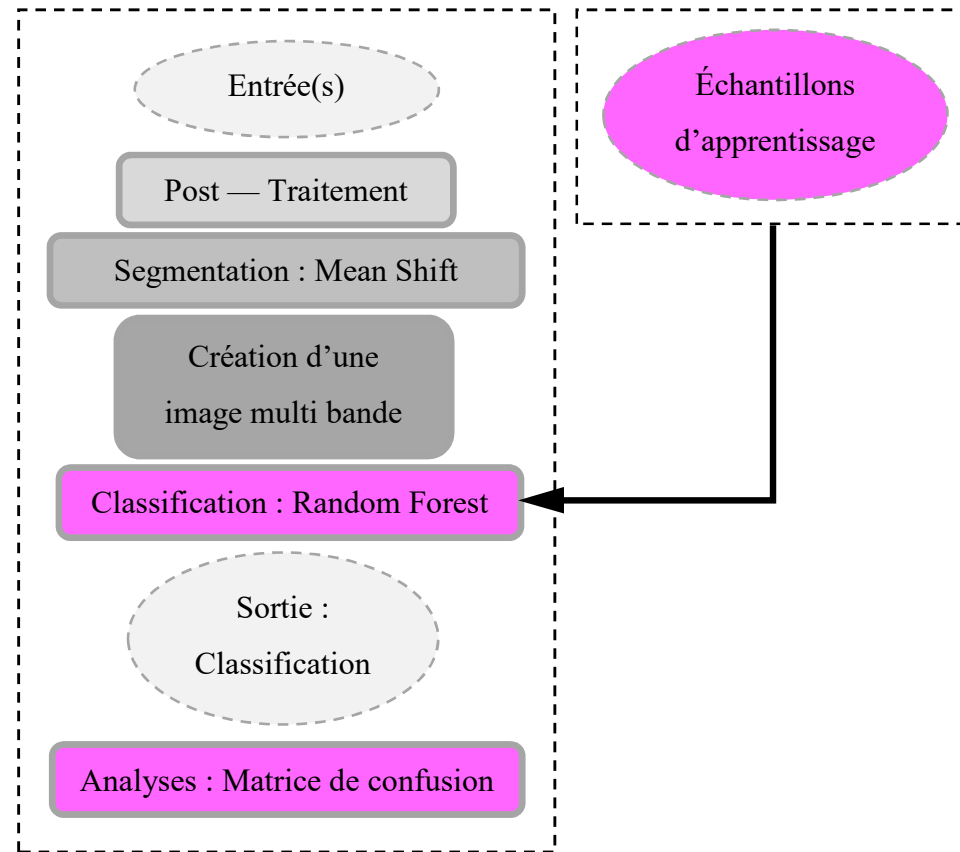 Entrée(s)
Post — Traitement
Segmentation : Mean Shift
Création d’une
image multi bande
Classification : Random Forest
Sortie :
Classification
Analyses : Matrice de confusion
Échantillons
d’apprentissage